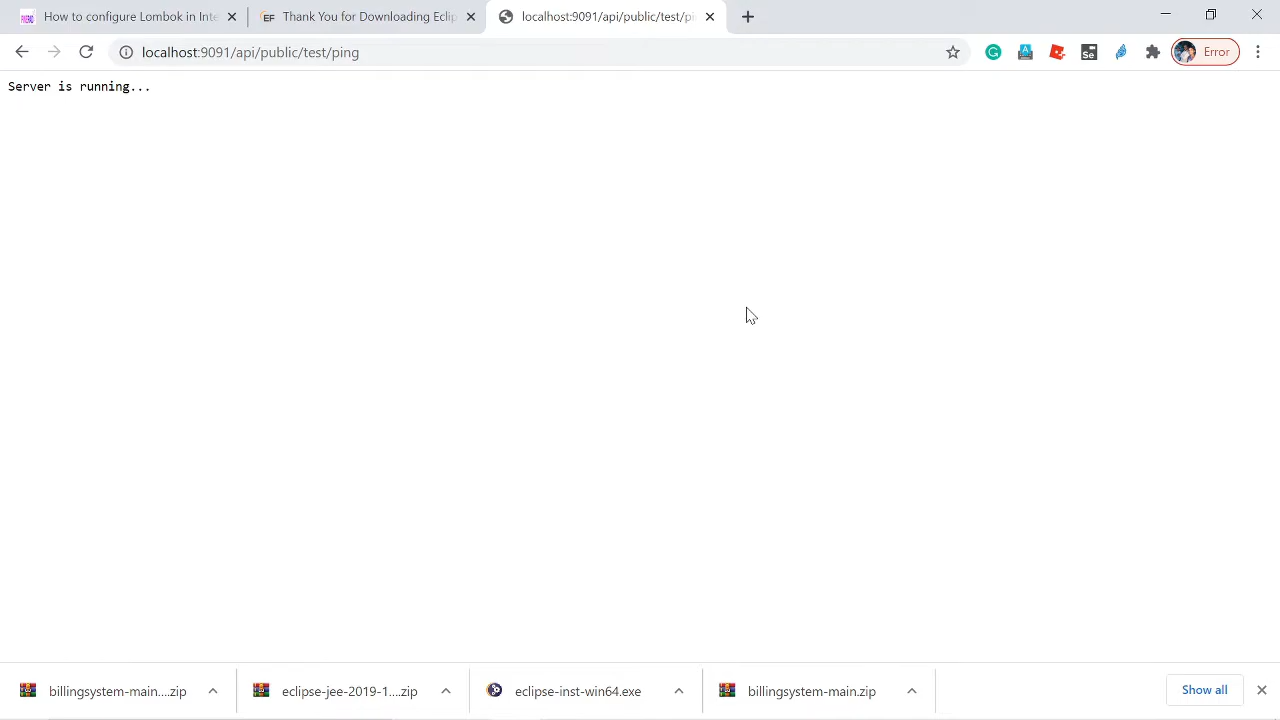 How to configure Lombok in Inte
Thank You for Downloading Eclip
localhost:9091/api/public/test/pi
localhost:9091/api/public/test/ping
Se
Error
Server is running...
billingsystem-main....zip
eclipse-jee-2019-1....zip
eclipse-inst-win64.exe
billingsystem-main.zip
Show all